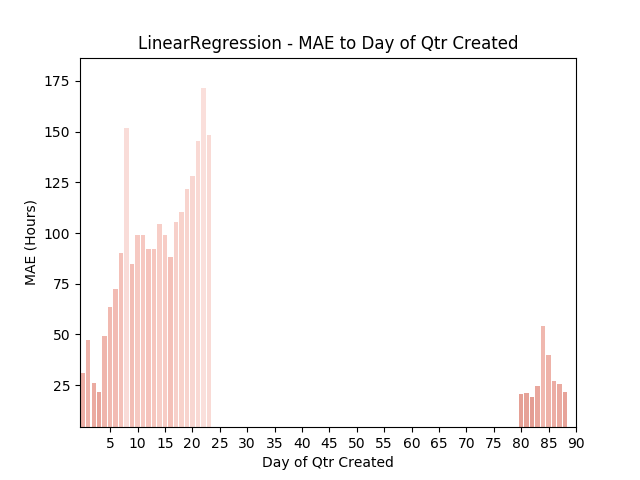 LinearRegression - MAE to Day of Qtr Created
175
150
125
100
75
50
25
MAE (Hours)
5 10 15 20 25 30 35 40 45 50 55 60 65 70 75 80 85 90
Day of Qtr Created